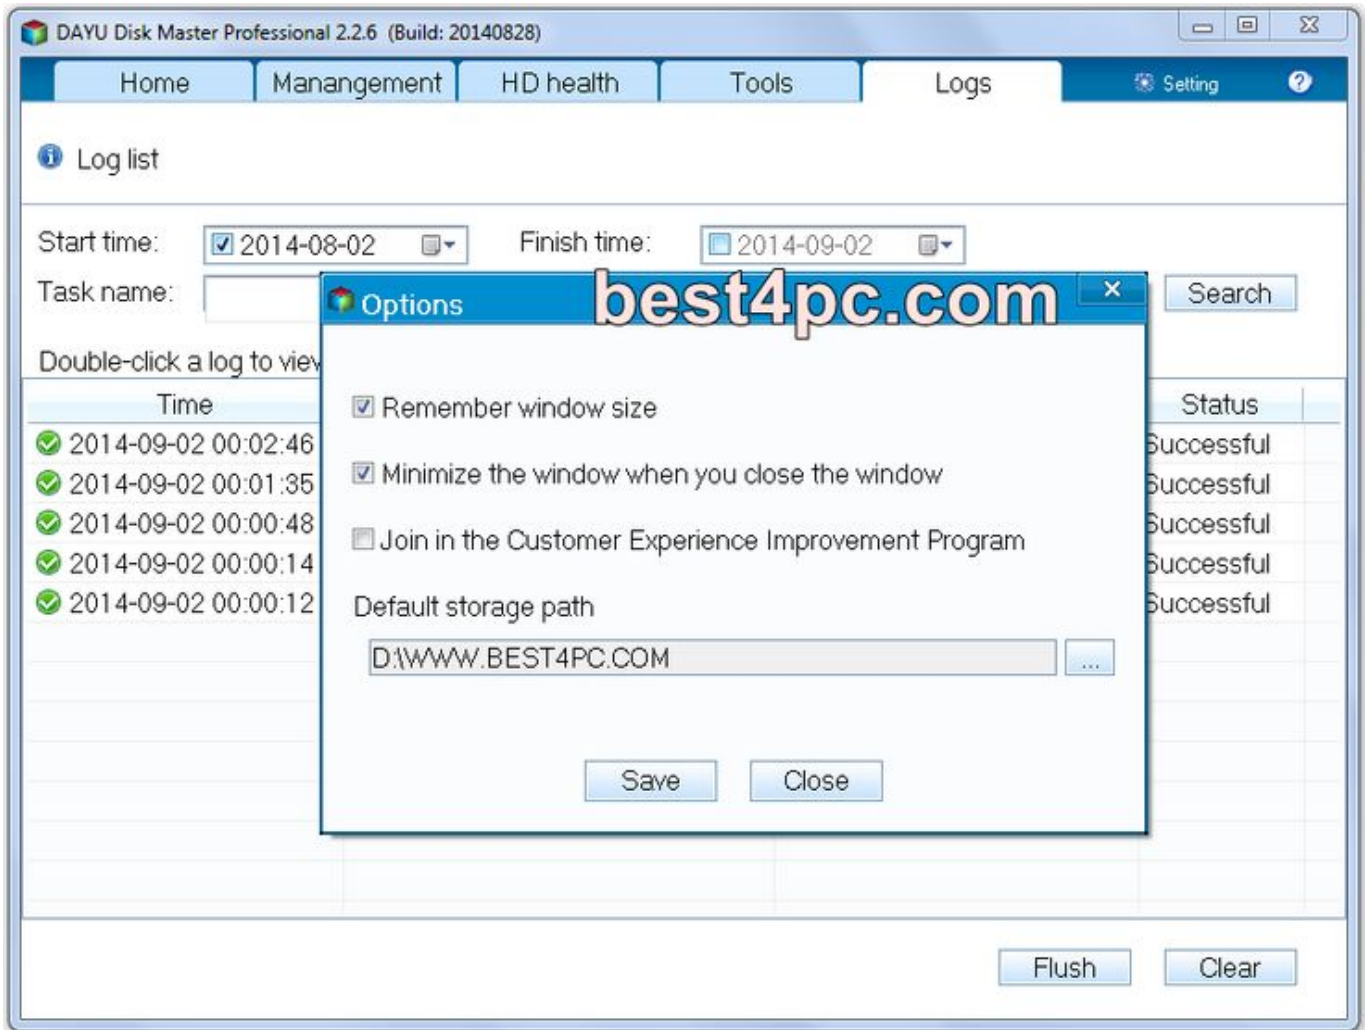 DAYU Disk Master Professional 2.2.6 (Build: 20140828)
Home Manangement HD health Tools Logs Setting
Log list
Start time: 2014-08-02 Finish time: 2014-09-02
Task name: Search
Options best4pc.com
Double-click a log to view
Time Status
Remember window size
2014-09-02 00:02:46 Successful
Minimize the window when you close the window
2014-09-02 00:01:35 Successful
2014-09-02 00:00:48 Successful
Join in the Customer Experience Improvement Program
2014-09-02 00:00:14 Successful
2014-09-02 00:00:12 Successful
Default storage path
D:\WWW.BEST4PC.COM ...
Save Close
Flush Clear